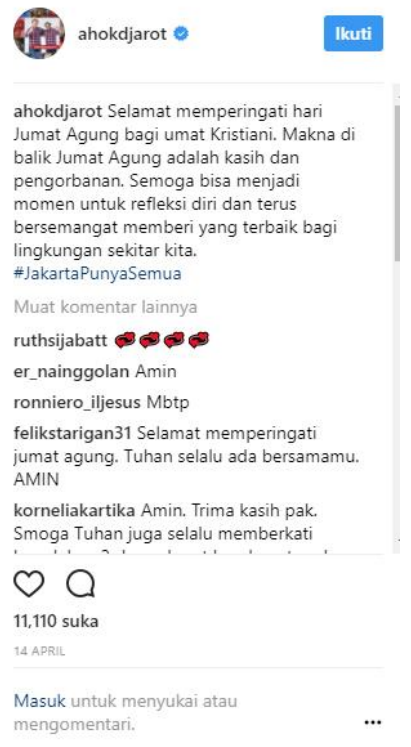 ahokdjarot Ikuti
ahokdjarot Selamat memperingati hari
Jumat Agung bagi umat Kristiani. Makna di
balik Jumat Agung adalah kasih dan
pengorbanan. Semoga bisa menjadi
momen untuk refleksi diri dan terus
bersemangat memberi yang terbaik bagi
lingkungan sekitar kita.
#JakartaPunyaSemua
Muat komentar lainnya
ruthsijabatt 💞💞💞💞
er_nainggolan Amin
ronniero_iljesus Mbtp
felikstarigan31 Selamat memperingati
jumat agung. Tuhan selalu ada bersamamu.
AMIN
korneliakartika Amin. Trima kasih pak.
Smoga Tuhan juga selalu memberkati
11,110 suka
14 APRIL
Masuk untuk menyukai atau
mengomentari.